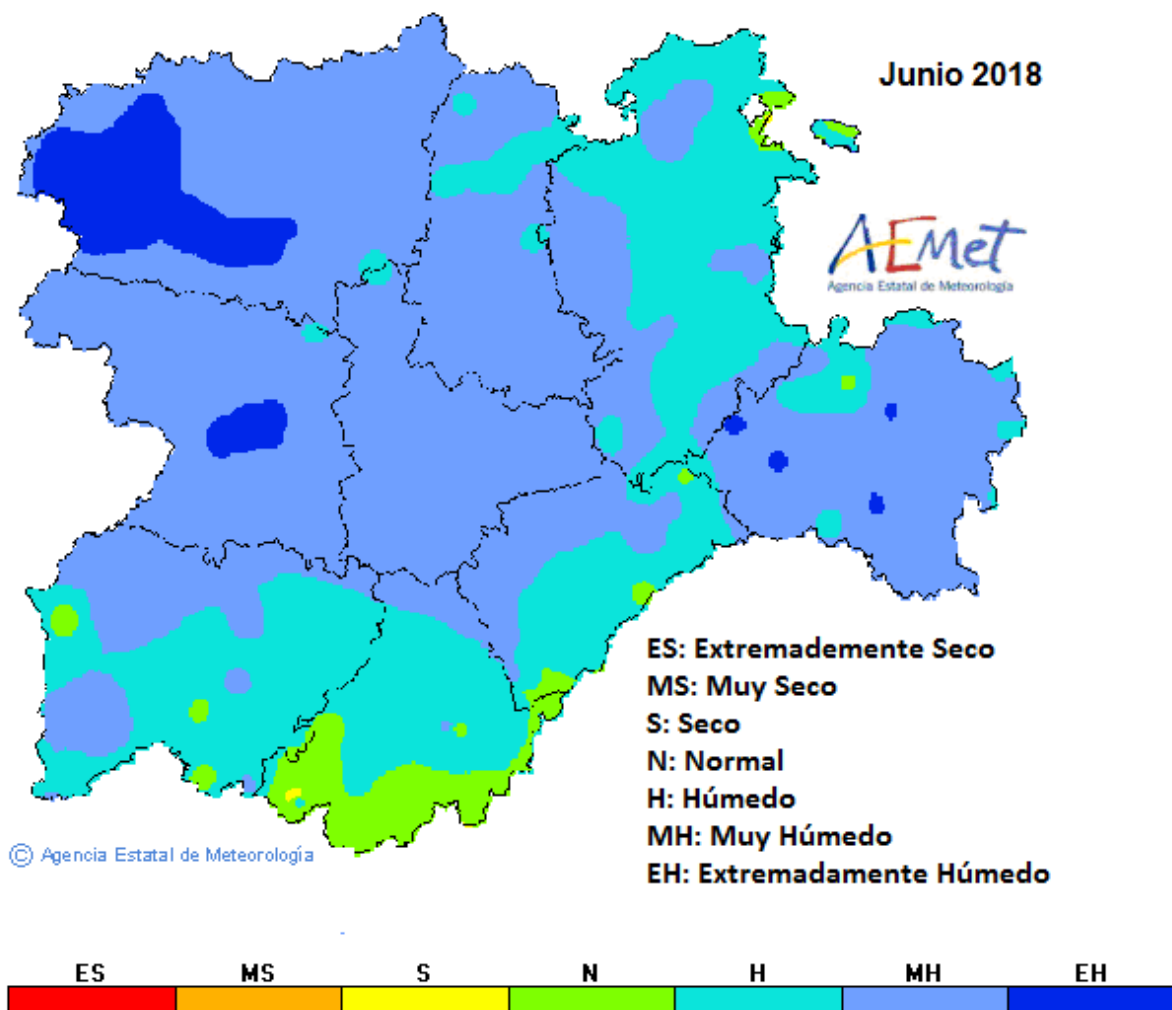 Junio 2018
AEMet
Agencia Estatal de Meteorología
ES: Extremademente Seco
MS: Muy Seco
S: Seco
N: Normal
H: Húmedo
MH: Muy Húmedo
EH: Extremadamente Húmedo
© Agencia Estatal de Meteorología
ES MS S N H MH EH